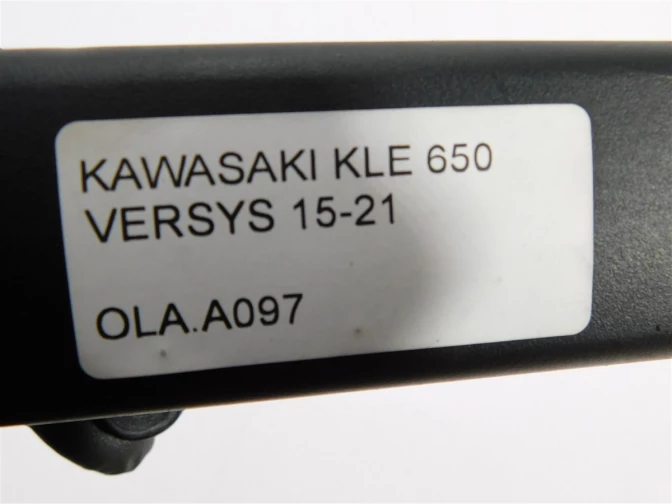 KAWASAKI KLE 650
VERSYS 15-21
OLA.A097